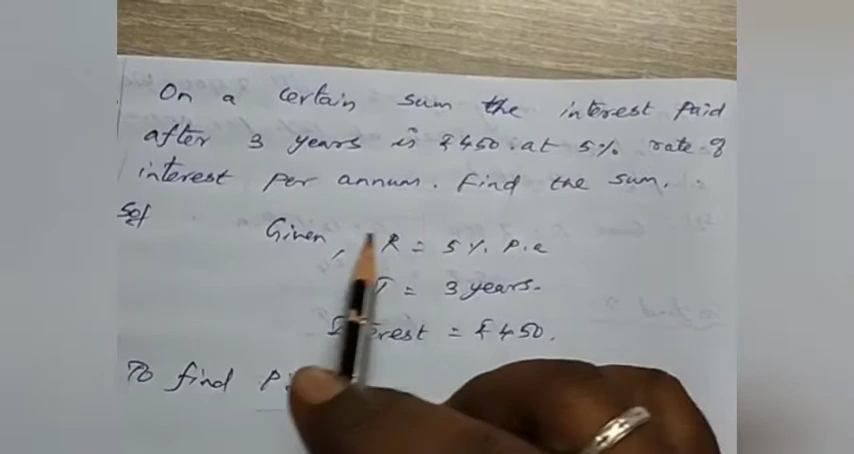 On a certain sum the interest paid
after 3 years is ₹450. at 5% rate of
interest per annum. Find the sum.
Sol
Given, R = 5%. P.a
T = 3 years.
Interest = ₹450.
To find P